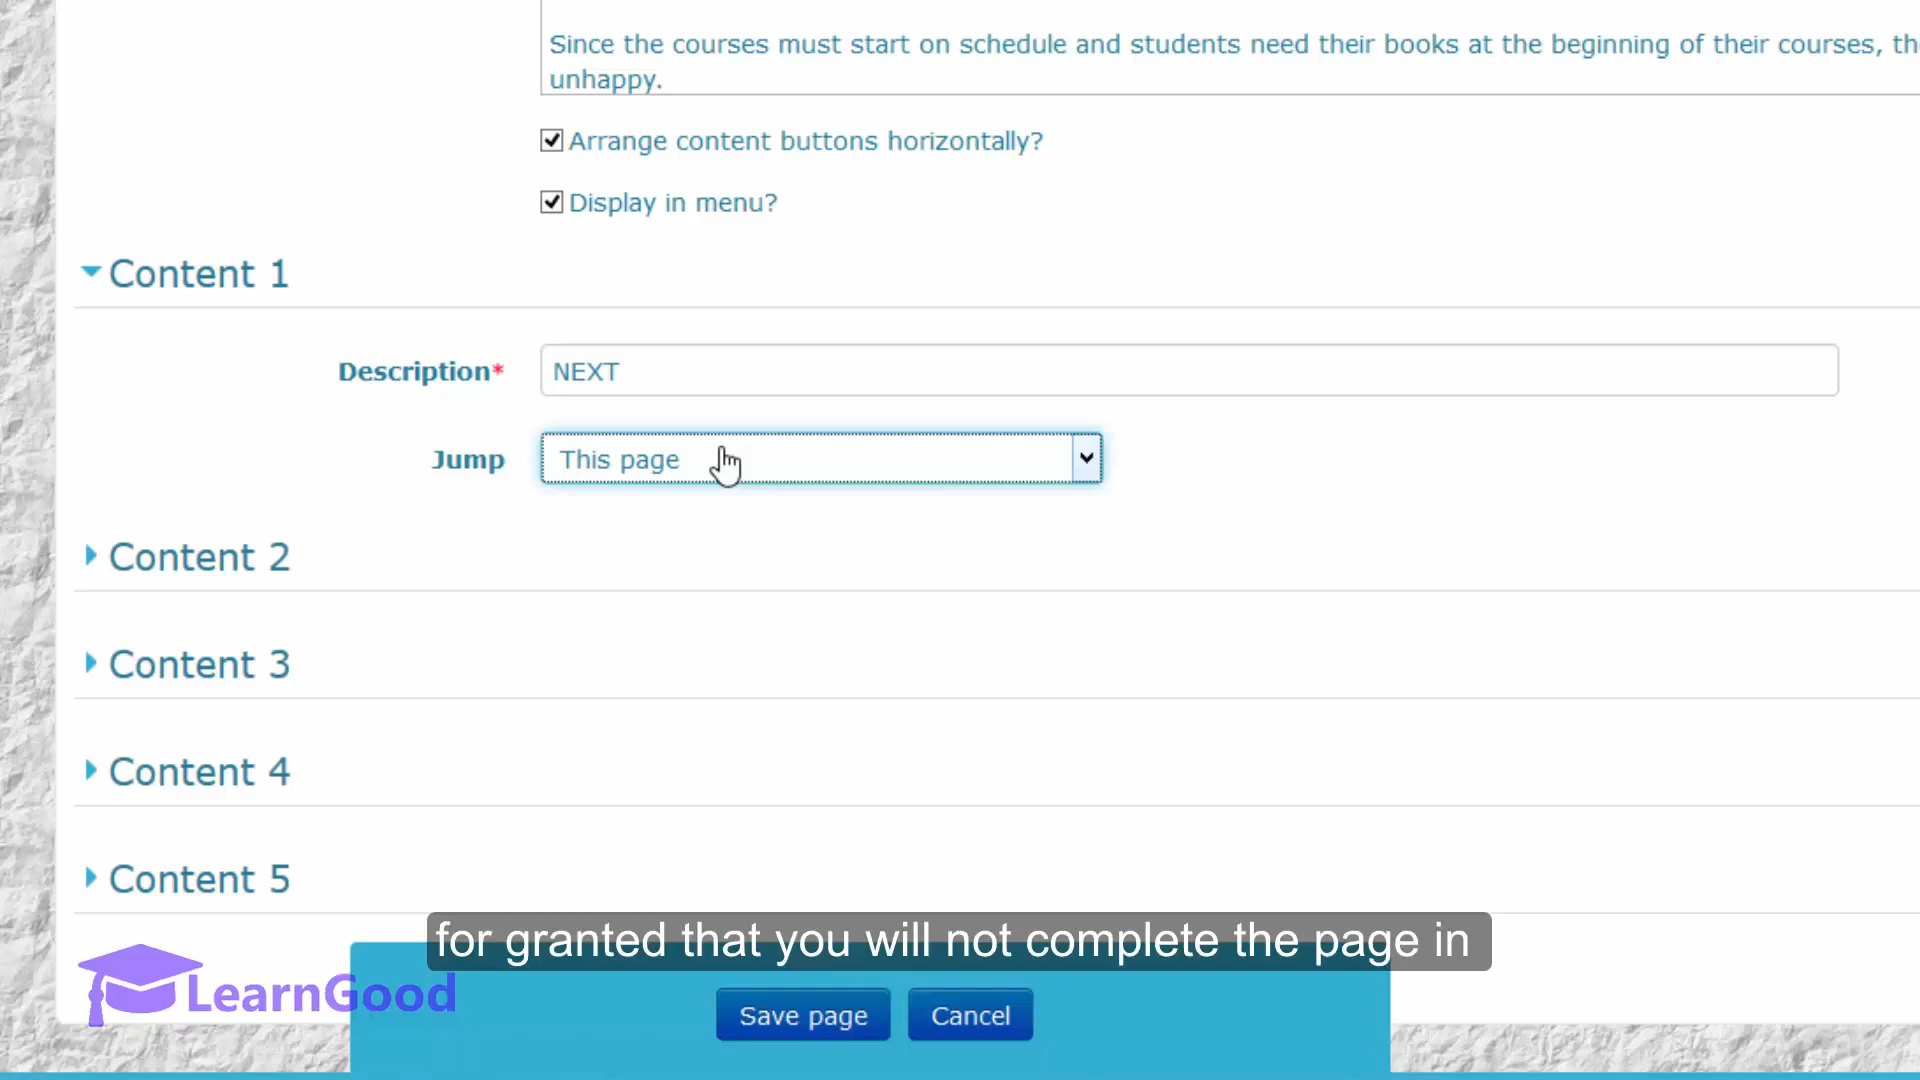 Since the courses must start on schedule and students need their books at the beginning of their courses, th
unhappy.
Arrange content buttons horizontally?
Display in menu?
Content 1
Description* NEXT
Jump This page
Content 2
Content 3
Content 4
Content 5
for granted that you will not complete the page in
LearnGood
Save page Cancel